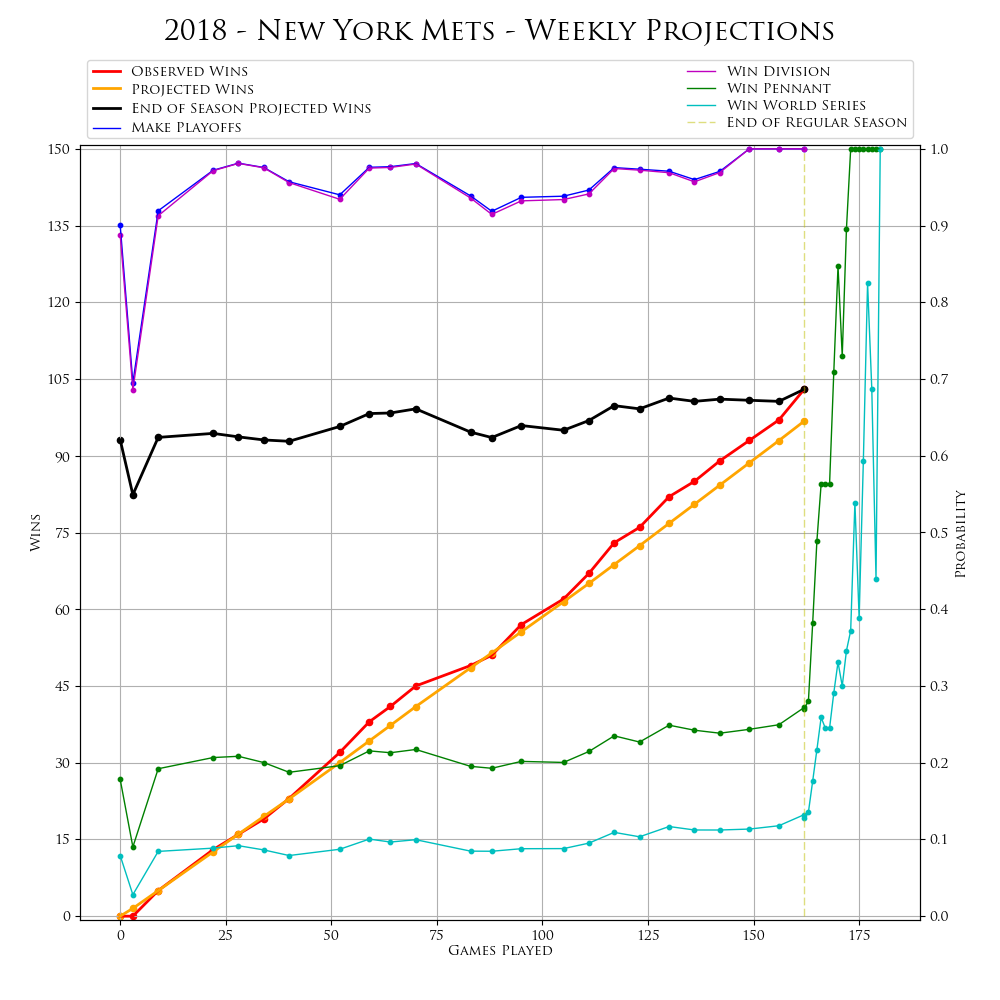 2018 - New York Mets - Weekly Projections
Observed Wins
Projected Wins
End of Season Projected Wins
Make Playoffs
Win Division
Win Pennant
Win World Series
End of Regular Season
150
135
120
105
90
75
60
45
30
15
0
Wins
1.0
0.9
0.8
0.7
0.6
0.5
0.4
0.3
0.2
0.1
0.0
Probability
0 25 50 75 100 125 150 175
Games Played